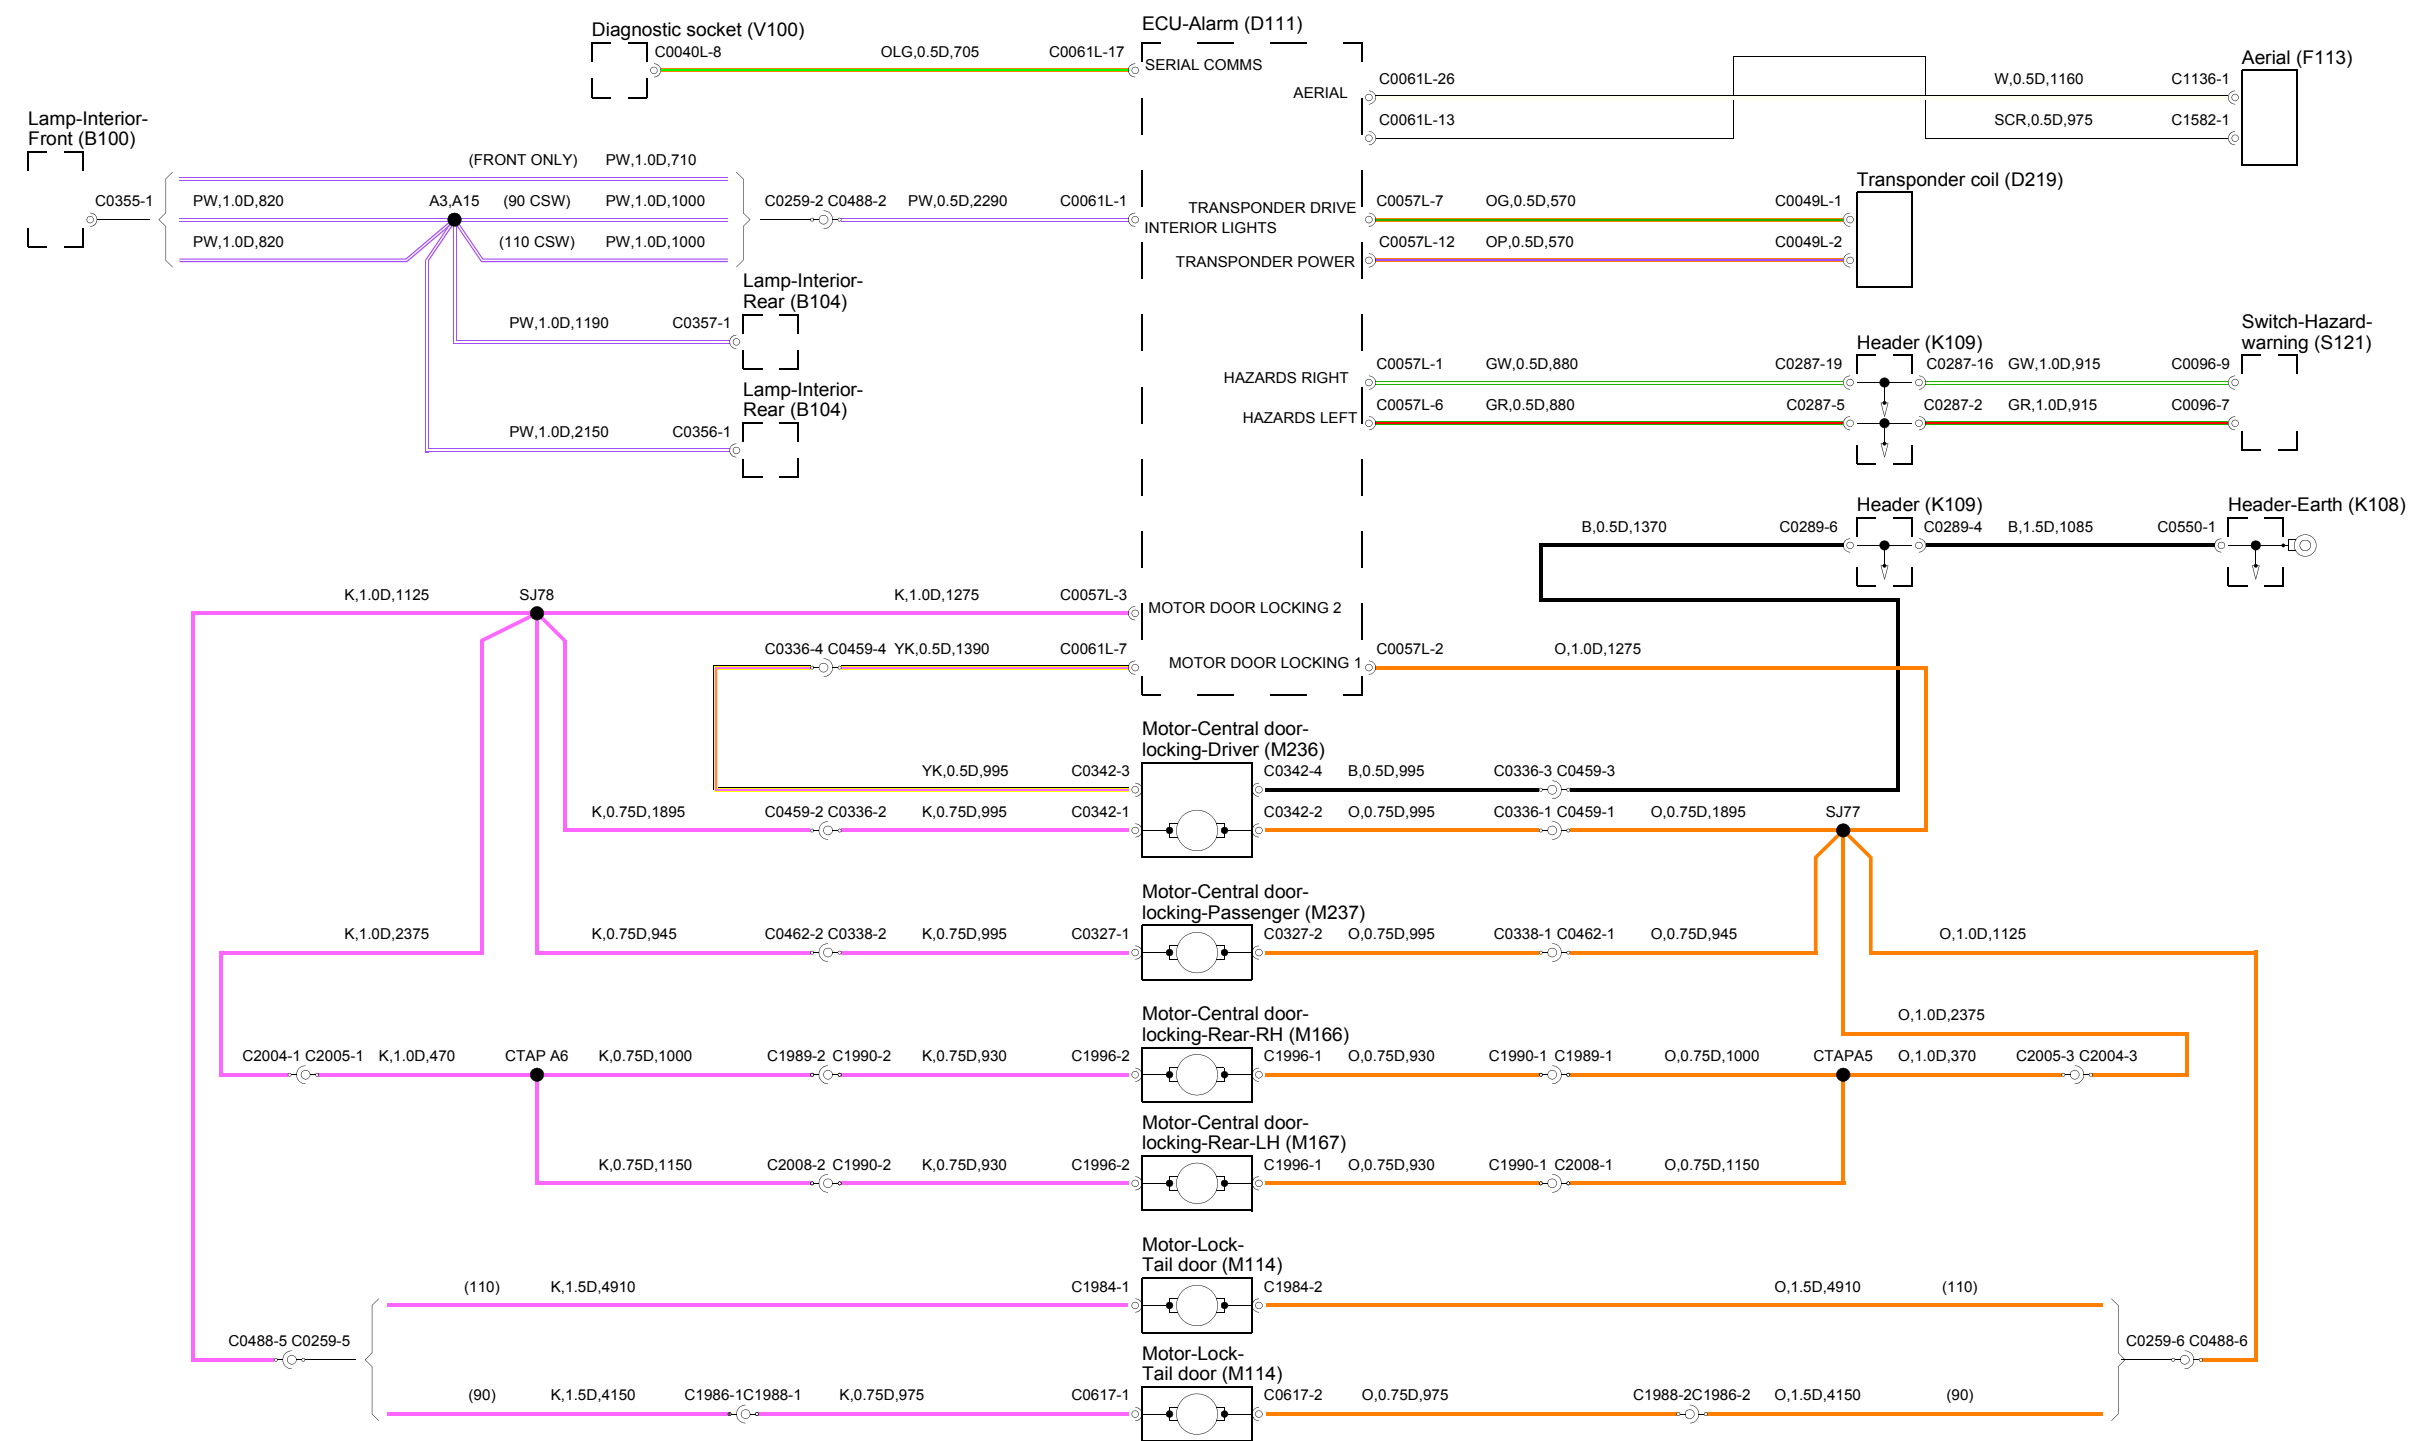 Diagnostic socket (V100)
C0040L-8 OLG,0.5D,705 C0061L-17
ECU-Alarm (D111)
SERIAL COMMS
AERIAL
C0061L-26 W,0.5D,1160 C1136-1
Aerial (F113)
C0061L-13 SCR,0.5D,975 C1582-1
Lamp-Interior-
Front (B100)
(FRONT ONLY) PW,1.0D,710
C0355-1 PW,1.0D,820 A3,A15 (90 CSW) PW,1.0D,1000 C0259-2 C0488-2 PW,0.5D,2290 C0061L-1
PW,1.0D,820 (110 CSW) PW,1.0D,1000
TRANSPONDER DRIVE
INTERIOR LIGHTS
TRANSPONDER POWER
Transponder coil (D219)
C0057L-7 OG,0.5D,570 C0049L-1
C0057L-12 OP,0.5D,570 C0049L-2
Lamp-Interior-
Rear (B104)
PW,1.0D,1190 C0357-1
Lamp-Interior-
Rear (B104)
PW,1.0D,2150 C0356-1
HAZARDS RIGHT
HAZARDS LEFT
Header (K109)
Switch-Hazard-
warning (S121)
C0057L-1 GW,0.5D,880 C0287-19 C0287-16 GW,1.0D,915 C0096-9
C0057L-6 GR,0.5D,880 C0287-5 C0287-2 GR,1.0D,915 C0096-7
Header (K109)
Header-Earth (K108)
B,0.5D,1370 C0289-6 C0289-4 B,1.5D,1085 C0550-1
K,1.0D,1125 SJ78 K,1.0D,1275 C0057L-3
MOTOR DOOR LOCKING 2
C0336-4 C0459-4 YK,0.5D,1390 C0061L-7
MOTOR DOOR LOCKING 1
C0057L-2 O,1.0D,1275
Motor-Central door-
locking-Driver (M236)
YK,0.5D,995 C0342-3 C0342-4 B,0.5D,995 C0336-3 C0459-3
K,0.75D,1895 C0459-2 C0336-2 K,0.75D,995 C0342-1 C0342-2 O,0.75D,995 C0336-1 C0459-1 O,0.75D,1895 SJ77
Motor-Central door-
locking-Passenger (M237)
K,1.0D,2375 K,0.75D,945 C0462-2 C0338-2 K,0.75D,995 C0327-1 C0327-2 O,0.75D,995 C0338-1 C0462-1 O,0.75D,945 O,1.0D,1125
Motor-Central door-
locking-Rear-RH (M166)
O,1.0D,2375
C2004-1 C2005-1 K,1.0D,470 CTAP A6 K,0.75D,1000 C1989-2 C1990-2 K,0.75D,930 C1996-2 C1996-1 O,0.75D,930 C1990-1 C1989-1 O,0.75D,1000 CTAPA5 O,1.0D,370 C2005-3 C2004-3
Motor-Central door-
locking-Rear-LH (M167)
K,0.75D,1150 C2008-2 C1990-2 K,0.75D,930 C1996-2 C1996-1 O,0.75D,930 C1990-1 C2008-1 O,0.75D,1150
Motor-Lock-
Tail door (M114)
(110) K,1.5D,4910 C1984-1 C1984-2 O,1.5D,4910 (110)
C0488-5 C0259-5
C0259-6 C0488-6
Motor-Lock-
Tail door (M114)
(90) K,1.5D,4150 C1986-1C1988-1 K,0.75D,975 C0617-1 C0617-2 O,0.75D,975 C1988-2C1986-2 O,1.5D,4150 (90)